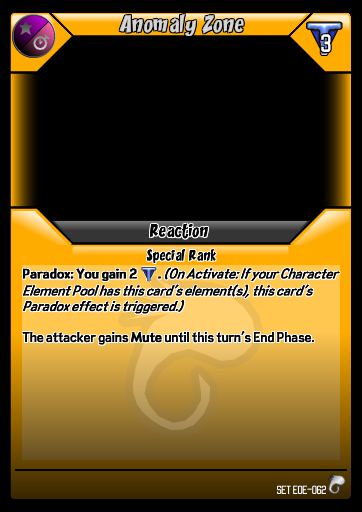 Anomaly Zone
3
Reaction
Special Rank
Paradox: You gain 2 . (On Activate: If your Character
Element Pool has this card's element(s), this card's
Paradox effect is triggered.)
The attacker gains Mute until this turn's End Phase.
SET EOE-062